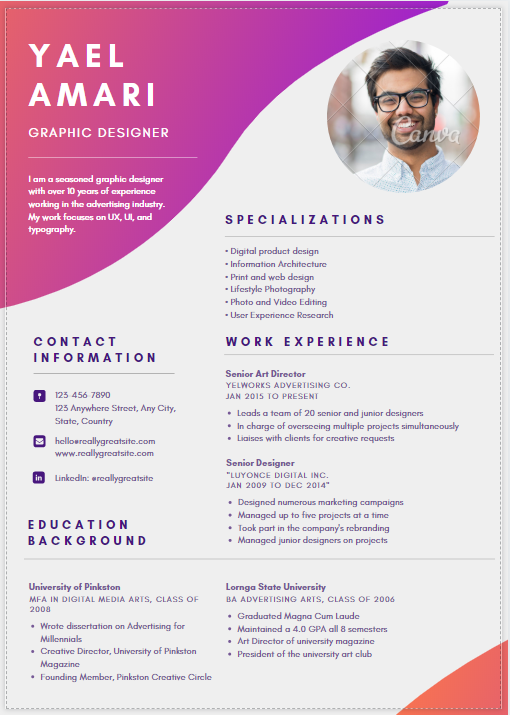 YAEL
AMARI
GRAPHIC DESIGNER
I am a seasoned graphic designer
with over 10 years of experience
working in the advertising industry.
My work focuses on UX, UI, and
typography.
Canva
SPECIALIZATIONS
• Digital product design
• Information Architecture
• Print and web design
• Lifestyle Photography
• Photo and Video Editing
• User Experience Research
CONTACT
INFORMATION
123-456-7890
123 Anywhere Street, Any City,
State, Country
hello@reallygreatsite.com
www.reallygreatsite.com
in
LinkedIn: @reallygreatsite
WORK EXPERIENCE
Senior Art Director
YELWORKS ADVERTISING CO.
JAN 2015 TO PRESENT
• Leads a team of 20 senior and junior designers
• In charge of overseeing multiple projects simultaneously
• Liaises with clients for creative requests
Senior Designer
"LUYONCE DIGITAL INC.
JAN 2009 TO DEC 2014"
• Designed numerous marketing campaigns
• Managed up to five projects at a time
• Took part in the company's rebranding
• Managed junior designers on projects
EDUCATION
BACKGROUND
University of Pinkston
MFA IN DIGITAL MEDIA ARTS, CLASS OF
2008
• Wrote dissertation on Advertising for
Millennials
• Creative Director, University of Pinkston
Magazine
• Founding Member, Pinkston Creative Circle
Lornga State University
BA ADVERTISING ARTS, CLASS OF 2006
• Graduated Magna Cum Laude
• Maintained a 4.0 GPA all 8 semesters
• Art Director of university magazine
• President of the university art club